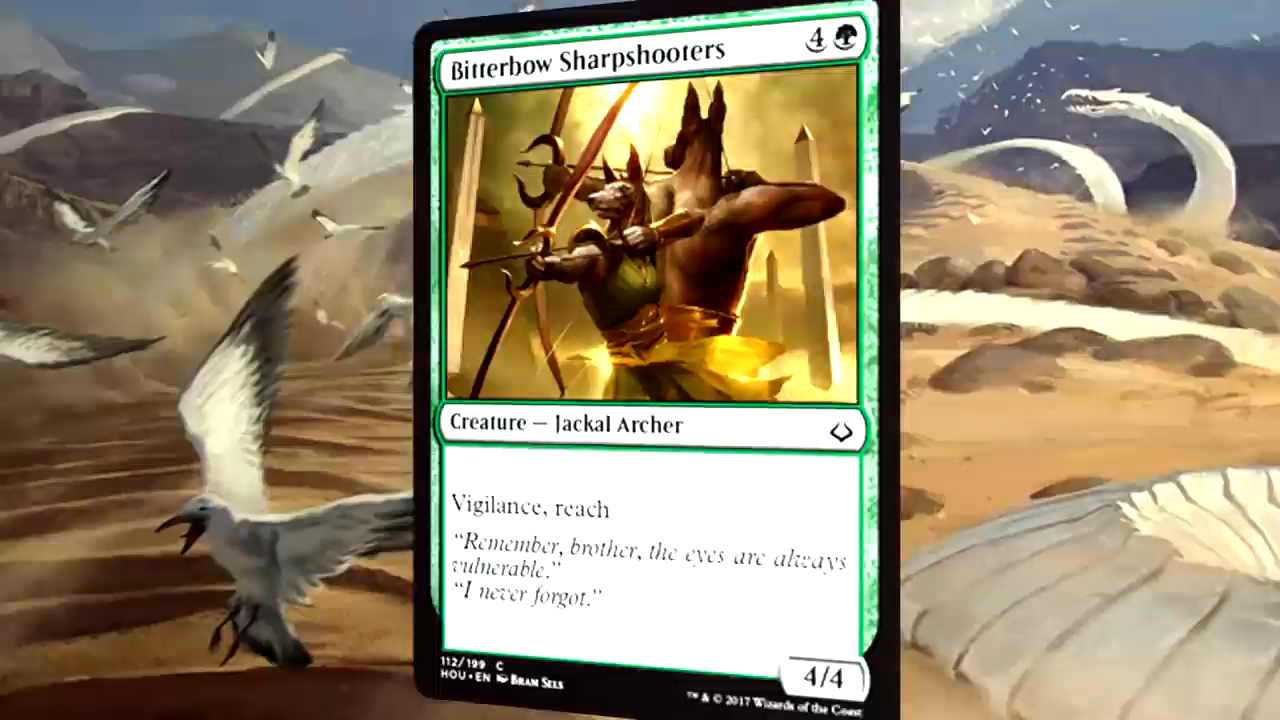 Bitterbow Sharpshooters 4
Creature — Jackal Archer
Vigilance, reach
“Remember, brother, the eyes are always
vulnerable.”
“I never forgot.”
112/199 C
HOU • EN Bram Sels
4/4
™ & © 2017 Wizards of the Coast